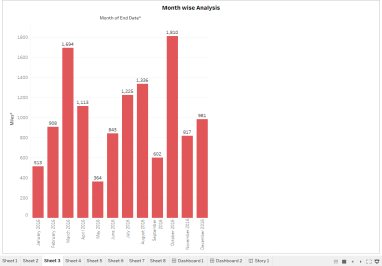 Month wise Analysis
Month of End Date*
1800
1600
1400
1200
1000
800
600
400
200
0
Miles*
515
908
1,694
1,113
364
843
1,225
1,336
602
1,810
817
981
January 2016
February 2016
March 2016
April 2016
May 2016
June 2016
July 2016
August 2016
September 2016
October 2016
November 2016
December 2016
Sheet 1 Sheet 2 Sheet 3 Sheet 4 Sheet 5 Sheet 6 Sheet 7 Sheet 8 Dashboard 1 Dashboard 2 Story 1